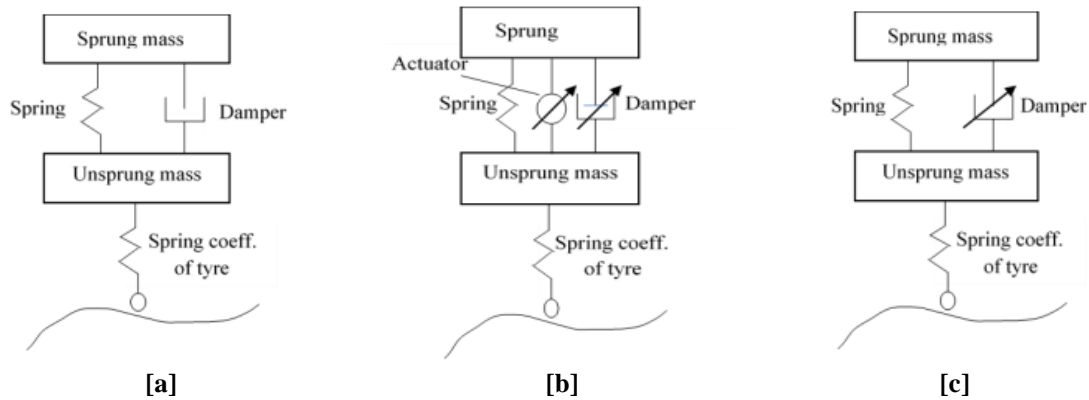 Sprung mass
Spring
Damper
Unsprung mass
Spring coeff.
of tyre
[a]
Sprung
Actuator
Spring
Damper
Unsprung mass
Spring coeff.
of tyre
[b]
Sprung mass
Spring
Damper
Unsprung mass
Spring coeff.
of tyre
[c]